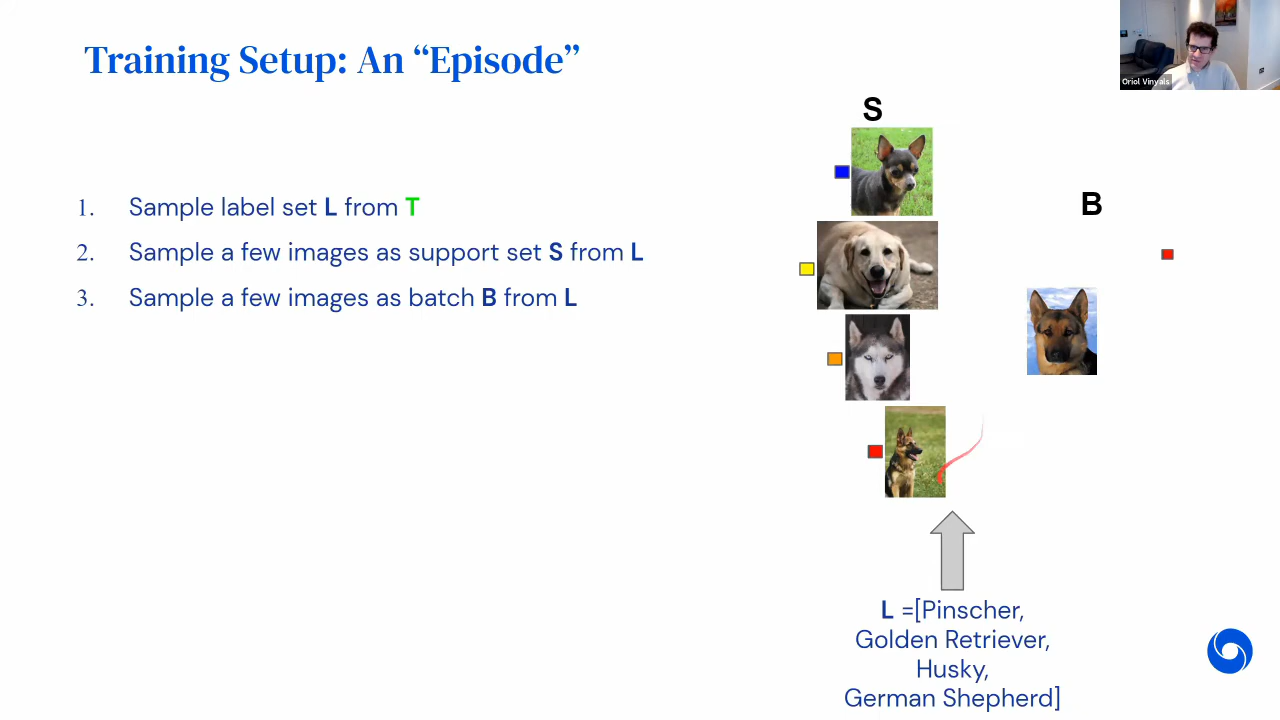 Training Setup: An “Episode”
Oriol Vinyals
S
B
1. Sample label set L from T
2. Sample a few images as support set S from L
3. Sample a few images as batch B from L
L =[Pinscher,
Golden Retriever,
Husky,
German Shepherd]